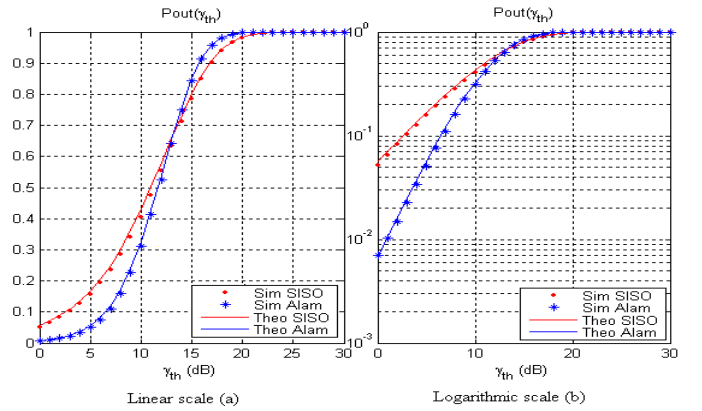 Pout(γth)
1
0.9
0.8
0.7
0.6
0.5
0.4
0.3
0.2
0.1
0
0 5 10 15 20 25 30
Sim SISO
Sim Alam
Theo SISO
Theo Alam
γth (dB)
Linear scale (a)
Pout(γth)
10^0
10^-1
10^-2
10^-3
0 10 20 30
Sim SISO
Sim Alam
Theo SISO
Theo Alam
γth (dB)
Logarithmic scale (b)